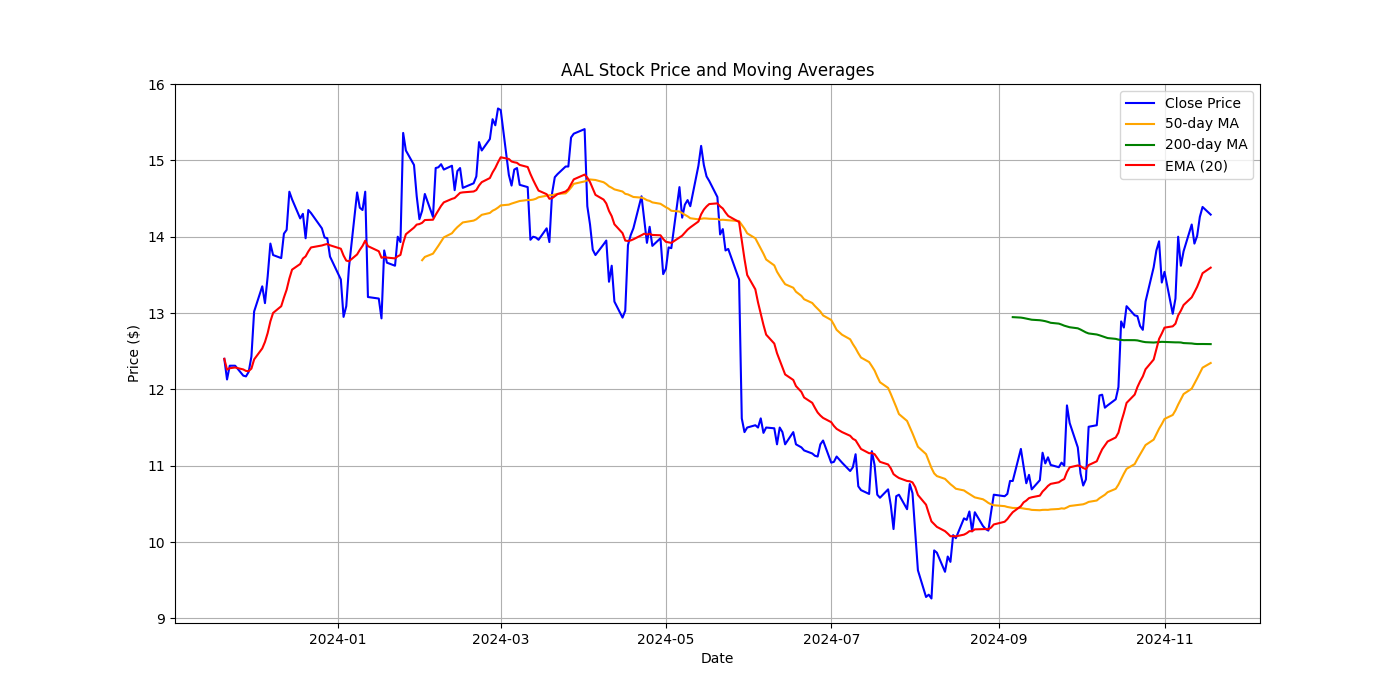 AAL Stock Price and Moving Averages
Close Price
50-day MA
200-day MA
EMA (20)
Price ($)
16
15
14
13
12
11
10
9
2024-01
2024-03
2024-05
2024-07
2024-09
2024-11
Date